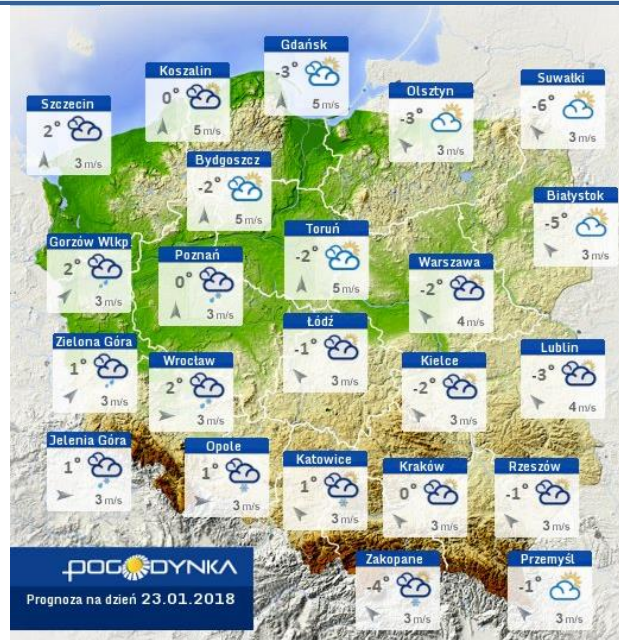 Gdańsk
-3°
5 m/s
Koszalin
0°
5 m/s
Suwałki
-6°
3 m/s
Olsztyn
-3°
3 m/s
Szczecin
2°
3 m/s
Bydgoszcz
-2°
5 m/s
Białystok
-5°
3 m/s
Toruń
-2°
5 m/s
Gorzów Wlkp.
2°
3 m/s
Poznań
0°
3 m/s
Warszawa
-2°
4 m/s
Łódź
-1°
3 m/s
Zielona Góra
1°
3 m/s
Wrocław
2°
3 m/s
Kielce
-2°
3 m/s
Lublin
-3°
4 m/s
Jelenia Góra
1°
3 m/s
Opole
1°
3 m/s
Katowice
1°
3 m/s
Kraków
0°
3 m/s
Rzeszów
-1°
3 m/s
Zakopane
-4°
3 m/s
Przemyśl
-1°
3 m/s
POGODYNKA
Prognoza na dzień 23.01.2018